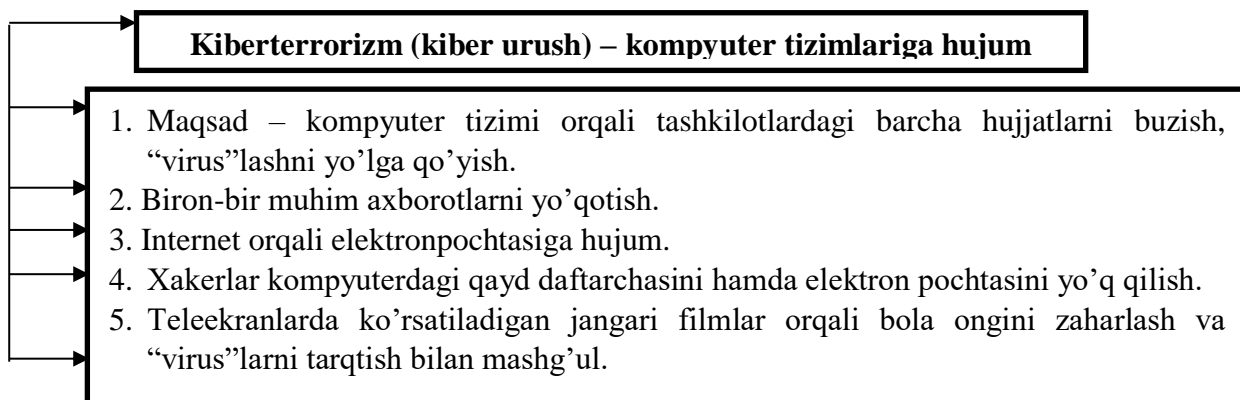 Kiberterrorizm (kiber urush) – kompyuter tizimlariga hujum
1. Maqsad – kompyuter tizimi orqali tashkilotlardagi barcha hujjatlarni buzish,
“virus”lashni yo’lga qo’yish.
2. Biron-bir muhim axborotlarni yo’qotish.
3. Internet orqali elektronpochtasiga hujum.
4. Xakerlar kompyuterdagi qayd daftarchasini hamda elektron pochtasini yo’q qilish.
5. Teleekranlarda ko’rsatiladigan jangari filmlar orqali bola ongini zaharlash va
“virus”larni tarqtish bilan mashg’ul.